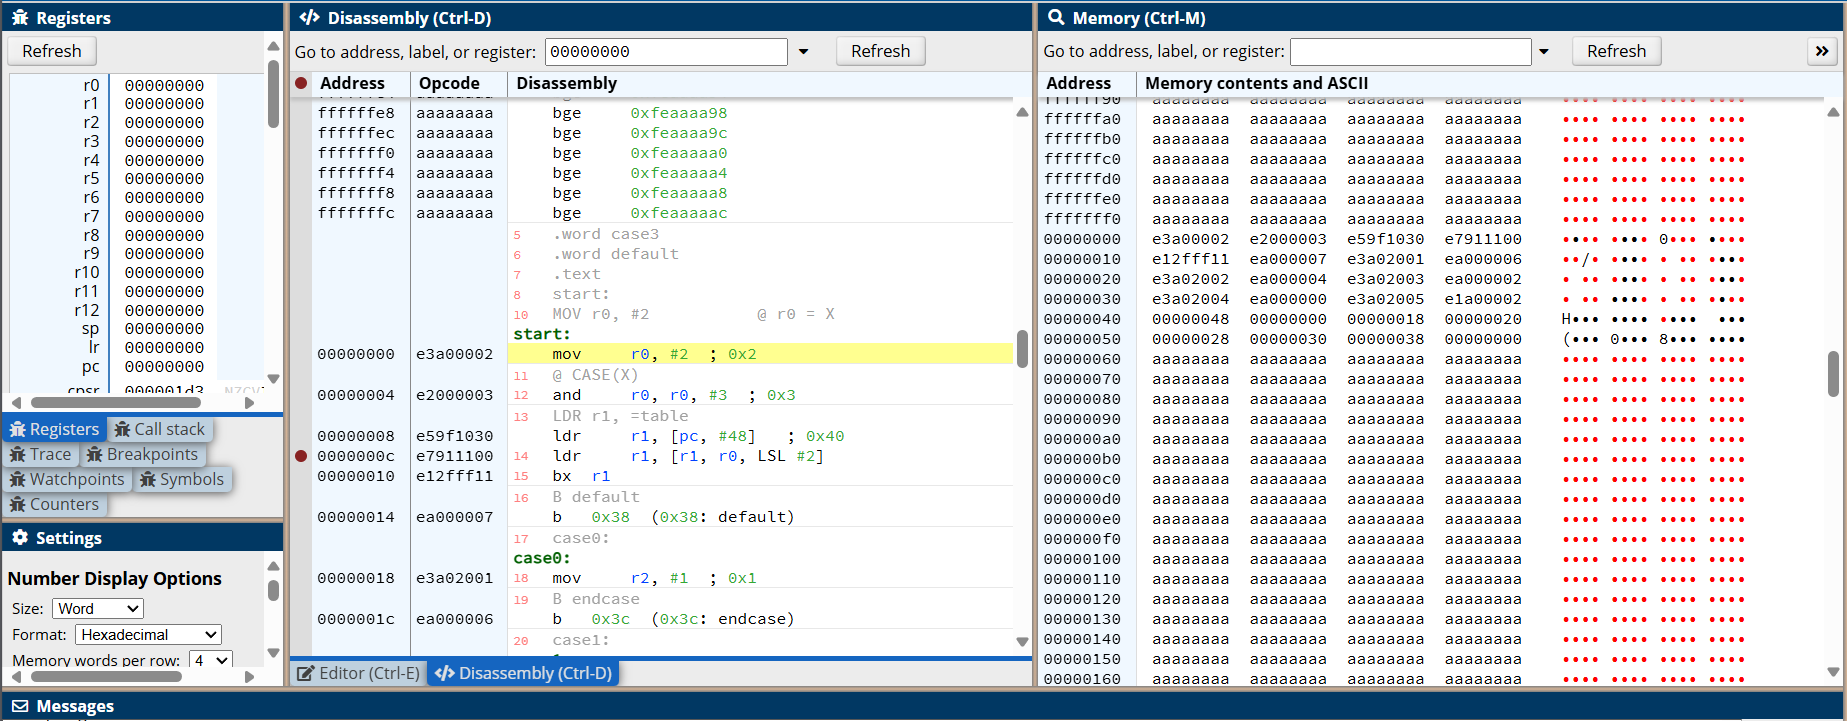 Registers
Refresh
r0 00000000
r1 00000000
r2 00000000
r3 00000000
r4 00000000
r5 00000000
r6 00000000
r7 00000000
r8 00000000
r9 00000000
r10 00000000
r11 00000000
r12 00000000
sp 00000000
lr 00000000
pc 00000000
cpsr 000001d3 NZCV
Registers Call stack
Trace Breakpoints
Watchpoints Symbols
Counters
Settings
Number Display Options
Size: Word
Format: Hexadecimal
Memory words per row: 4
</> Disassembly (Ctrl-D)
Go to address, label, or register: 00000000 Refresh
Address Opcode Disassembly
ffffffe8 aaaaaaaa bge 0xfeaaaa98
ffffffec aaaaaaaa bge 0xfeaaaa9c
fffffff0 aaaaaaaa bge 0xfeaaaaa0
fffffff4 aaaaaaaa bge 0xfeaaaaa4
fffffff8 aaaaaaaa bge 0xfeaaaaa8
fffffffc aaaaaaaa bge 0xfeaaaaac
5 .word case3
6 .word default
7 .text
8 start:
10 MOV r0, #2 @ r0 = X
start:
00000000 e3a00002 mov r0, #2 ; 0x2
11 @ CASE(X)
00000004 e2000003 12 and r0, r0, #3 ; 0x3
13 LDR r1, =table
00000008 e59f1030 ldr r1, [pc, #48] ; 0x40
0000000c e7911100 14 ldr r1, [r1, r0, LSL #2]
00000010 e12fff11 15 bx r1
16 B default
00000014 ea000007 b 0x38 (0x38: default)
17 case0:
case0:
00000018 e3a02001 18 mov r2, #1 ; 0x1
19 B endcase
0000001c ea000006 b 0x3c (0x3c: endcase)
20 case1:
Editor (Ctrl-E) </> Disassembly (Ctrl-D)
Memory (Ctrl-M)
Go to address, label, or register: Refresh »
Address Memory contents and ASCII
ffffff90 aaaaaaaa aaaaaaaa aaaaaaaa aaaaaaaa •••• •••• •••• ••••
ffffffa0 aaaaaaaa aaaaaaaa aaaaaaaa aaaaaaaa •••• •••• •••• ••••
ffffffb0 aaaaaaaa aaaaaaaa aaaaaaaa aaaaaaaa •••• •••• •••• ••••
ffffffc0 aaaaaaaa aaaaaaaa aaaaaaaa aaaaaaaa •••• •••• •••• ••••
ffffffd0 aaaaaaaa aaaaaaaa aaaaaaaa aaaaaaaa •••• •••• •••• ••••
ffffffe0 aaaaaaaa aaaaaaaa aaaaaaaa aaaaaaaa •••• •••• •••• ••••
fffffff0 aaaaaaaa aaaaaaaa aaaaaaaa aaaaaaaa •••• •••• •••• ••••
00000000 e3a00002 e2000003 e59f1030 e7911100 •••• •••• 0••• ••••
00000010 e12fff11 ea000007 e3a02001 ea000006 ••/• •••• • •• ••••
00000020 e3a02002 ea000004 e3a02003 ea000002 • •• •••• • •• ••••
00000030 e3a02004 ea000000 e3a02005 e1a00002 • •• •••• • •• ••••
00000040 00000048 00000000 00000018 00000020 H••• •••• •••• •••
00000050 00000028 00000030 00000038 00000000 (••• 0••• 8••• ••••
00000060 aaaaaaaa aaaaaaaa aaaaaaaa aaaaaaaa •••• •••• •••• ••••
00000070 aaaaaaaa aaaaaaaa aaaaaaaa aaaaaaaa •••• •••• •••• ••••
00000080 aaaaaaaa aaaaaaaa aaaaaaaa aaaaaaaa •••• •••• •••• ••••
00000090 aaaaaaaa aaaaaaaa aaaaaaaa aaaaaaaa •••• •••• •••• ••••
000000a0 aaaaaaaa aaaaaaaa aaaaaaaa aaaaaaaa •••• •••• •••• ••••
000000b0 aaaaaaaa aaaaaaaa aaaaaaaa aaaaaaaa •••• •••• •••• ••••
000000c0 aaaaaaaa aaaaaaaa aaaaaaaa aaaaaaaa •••• •••• •••• ••••
000000d0 aaaaaaaa aaaaaaaa aaaaaaaa aaaaaaaa •••• •••• •••• ••••
000000e0 aaaaaaaa aaaaaaaa aaaaaaaa aaaaaaaa •••• •••• •••• ••••
000000f0 aaaaaaaa aaaaaaaa aaaaaaaa aaaaaaaa •••• •••• •••• ••••
00000100 aaaaaaaa aaaaaaaa aaaaaaaa aaaaaaaa •••• •••• •••• ••••
00000110 aaaaaaaa aaaaaaaa aaaaaaaa aaaaaaaa •••• •••• •••• ••••
00000120 aaaaaaaa aaaaaaaa aaaaaaaa aaaaaaaa •••• •••• •••• ••••
00000130 aaaaaaaa aaaaaaaa aaaaaaaa aaaaaaaa •••• •••• •••• ••••
00000140 aaaaaaaa aaaaaaaa aaaaaaaa aaaaaaaa •••• •••• •••• ••••
00000150 aaaaaaaa aaaaaaaa aaaaaaaa aaaaaaaa •••• •••• •••• ••••
00000160 aaaaaaaa aaaaaaaa aaaaaaaa aaaaaaaa •••• •••• •••• ••••
Messages